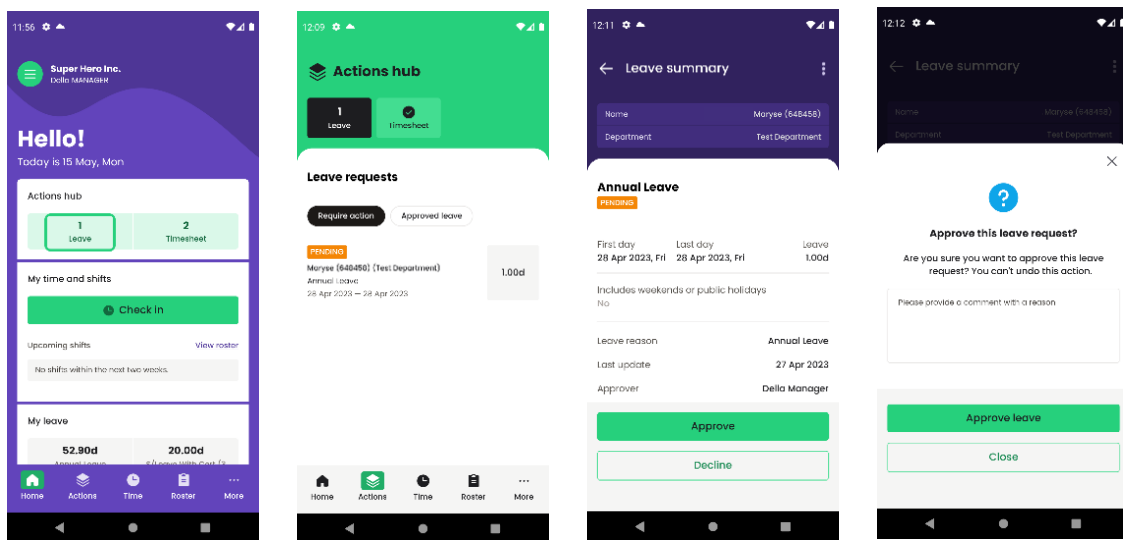 11:56
Super Hero Inc.
Della MANAGER
Hello!
Today is 15 May, Mon
Actions hub
1
Leave
2
Timesheet
My time and shifts
Check in
Upcoming shifts
View roster
No shifts within the next two weeks.
My leave
52.90d
Annual Leave
20.00d
Home
Actions
Time
Roster
More
12:09
Actions hub
1
Leave
Timesheet
Leave requests
Require action
Approved leave
PENDING
Maryse (648458) (Test Department)
Annual Leave
28 Apr 2023 — 28 Apr 2023
1.00d
Home
Actions
Time
Roster
More
12:11
Leave summary
Name
Maryse (648458)
Department
Test Department
Annual Leave
PENDING
First day
Last day
Leave
28 Apr 2023, Fri
28 Apr 2023, Fri
1.00d
Includes weekends or public holidays
No
Leave reason
Annual Leave
Last update
27 Apr 2023
Approver
Della Manager
Approve
Decline
12:12
Leave summary
Name
Maryse (648458)
Department
Test Department
Approve this leave request?
Are you sure you want to approve this leave
request? You can't undo this action.
Please provide a comment with a reason
Approve leave
Close